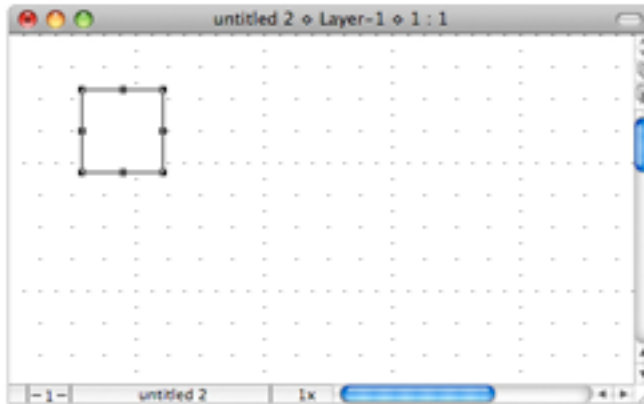 untitled 2 ⋄ Layer-1 ⋄ 1 : 1
-1- untitled 2 1x